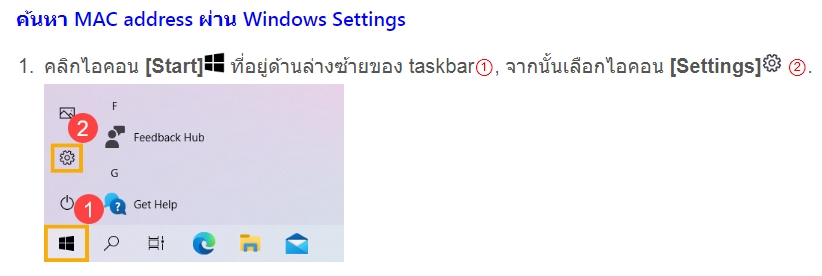 ค้นหา MAC address ผ่าน Windows Settings
1. คลิกไอคอน [Start] ที่อยู่ด้านล่างซ้ายของ taskbar①, จากนั้นเลือกไอคอน [Settings] ②.
F
2
Feedback Hub
G
1
Get Help